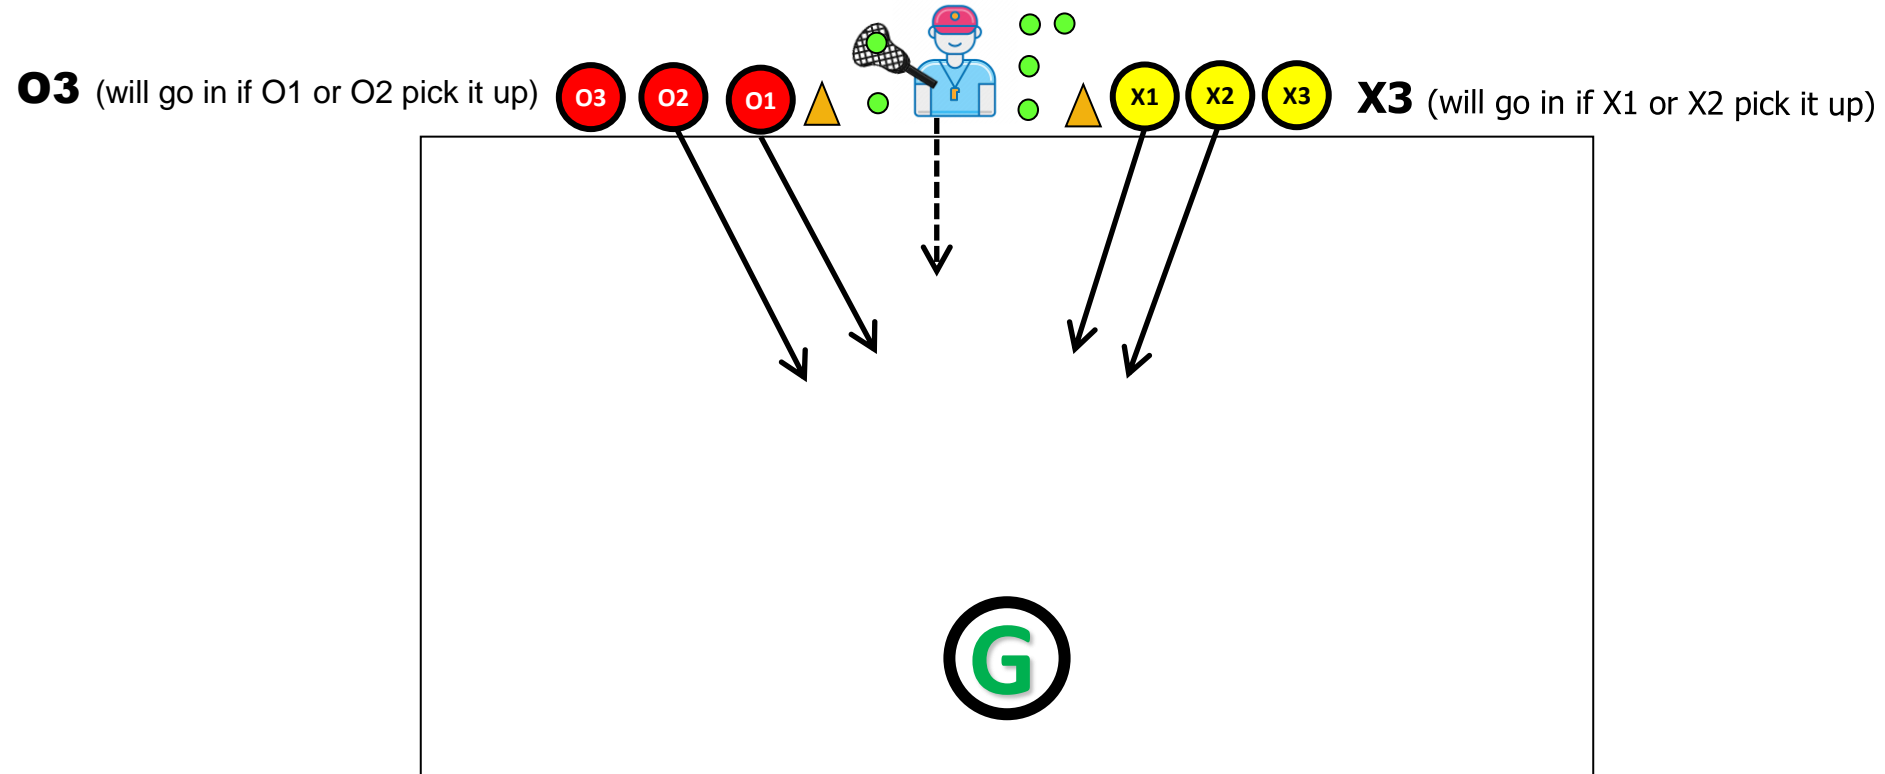 O3 (will go in if O1 or O2 pick it up) O3 O2 O1 X1 X2 X3 X3 (will go in if X1 or X2 pick it up)
G